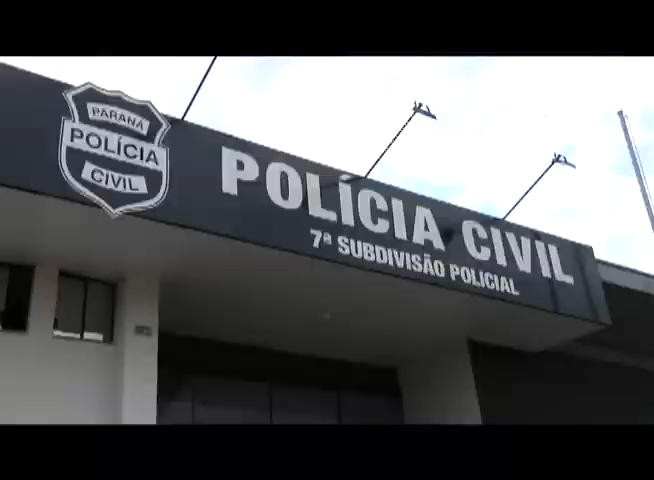 PARANÁ
POLÍCIA
CIVIL
POLÍCIA CIVIL
7ª SUBDIVISÃO POLICIAL